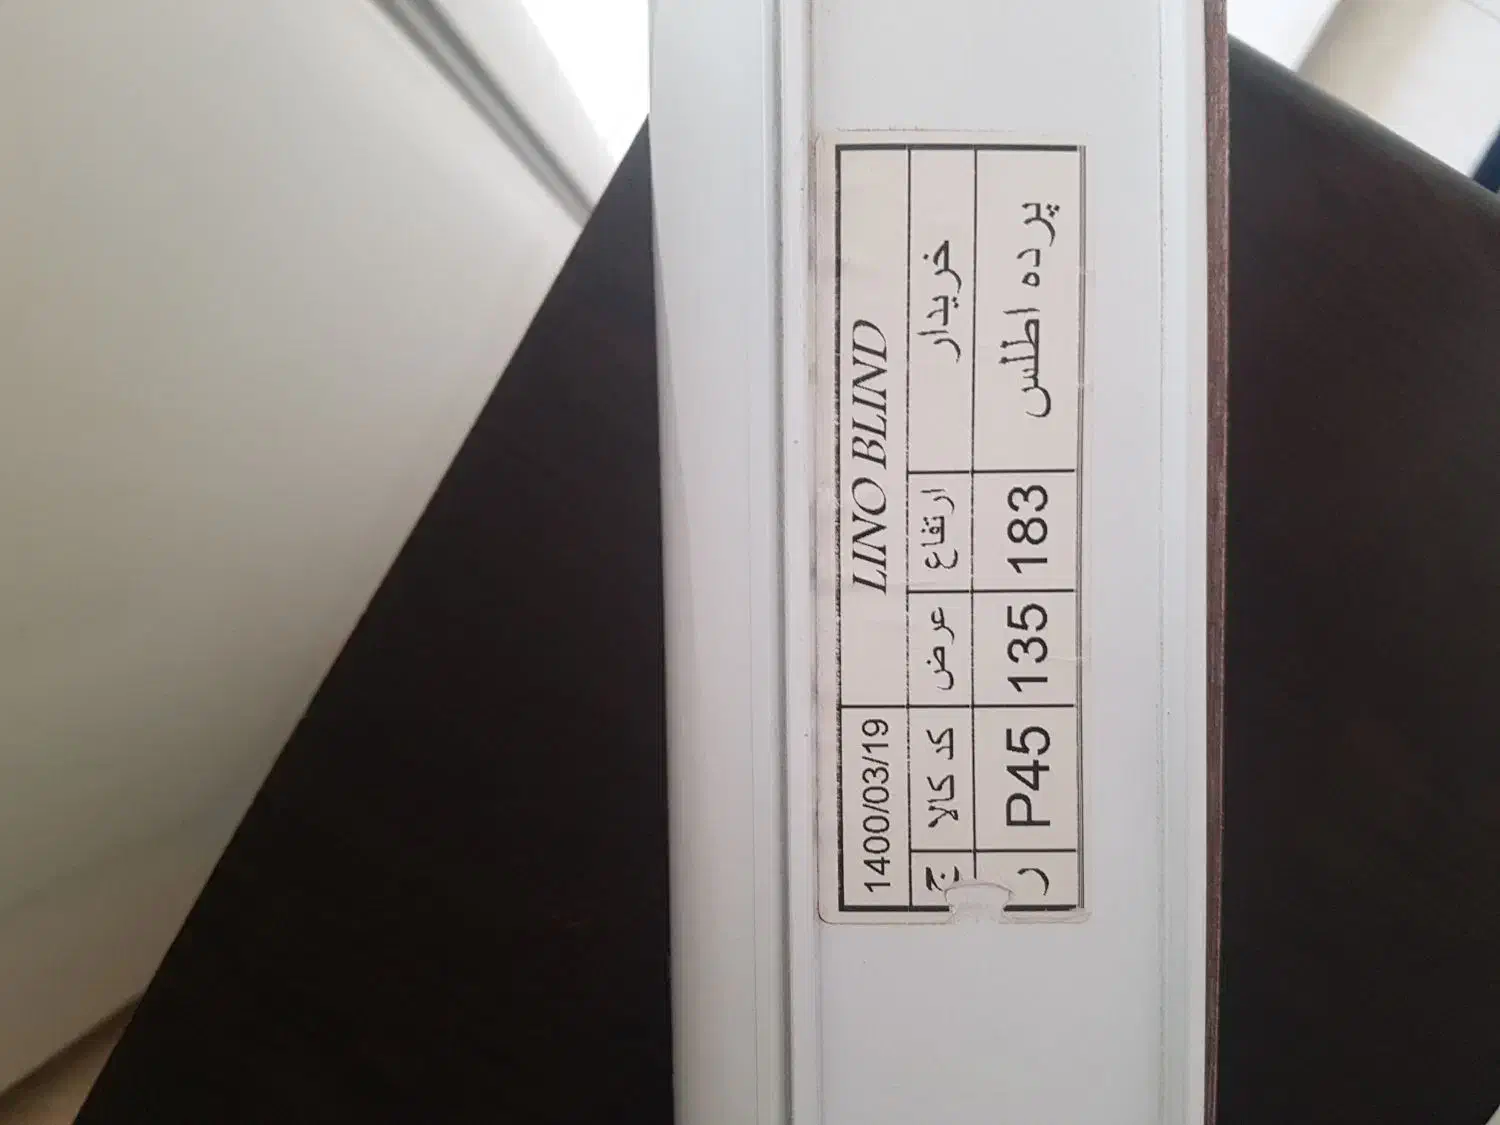 LINO BLIND 1400/03/19
خریدار ارتفاع عرض کد کالا ج
پرده اطلس 183 135 P45 ر